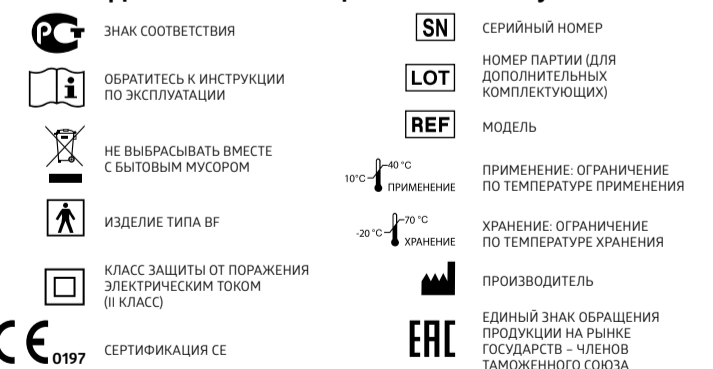 ЗНАК СООТВЕТСТВИЯ
ОБРАТИТЕСЬ К ИНСТРУКЦИИ
ПО ЭКСПЛУАТАЦИИ
НЕ ВЫБРАСЫВАТЬ ВМЕСТЕ
С БЫТОВЫМ МУСОРОМ
ИЗДЕЛИЕ ТИПА BF
КЛАСС ЗАЩИТЫ ОТ ПОРАЖЕНИЯ
ЭЛЕКТРИЧЕСКИМ ТОКОМ
(II КЛАСС)
CE 0197
СЕРТИФИКАЦИЯ CE
SN
СЕРИЙНЫЙ НОМЕР
LOT
НОМЕР ПАРТИИ (ДЛЯ
ДОПОЛНИТЕЛЬНЫХ
КОМПЛЕКТУЮЩИХ)
REF
МОДЕЛЬ
40 °C
10°C
ПРИМЕНЕНИЕ
ПРИМЕНЕНИЕ: ОГРАНИЧЕНИЕ
ПО ТЕМПЕРАТУРЕ ПРИМЕНЕНИЯ
70 °C
-20 °C
ХРАНЕНИЕ
ХРАНЕНИЕ: ОГРАНИЧЕНИЕ
ПО ТЕМПЕРАТУРЕ ХРАНЕНИЯ
ПРОИЗВОДИТЕЛЬ
EAC
ЕДИНЫЙ ЗНАК ОБРАЩЕНИЯ
ПРОДУКЦИИ НА РЫНКЕ
ГОСУДАРСТВ – ЧЛЕНОВ
ТАМОЖЕННОГО СОЮЗА